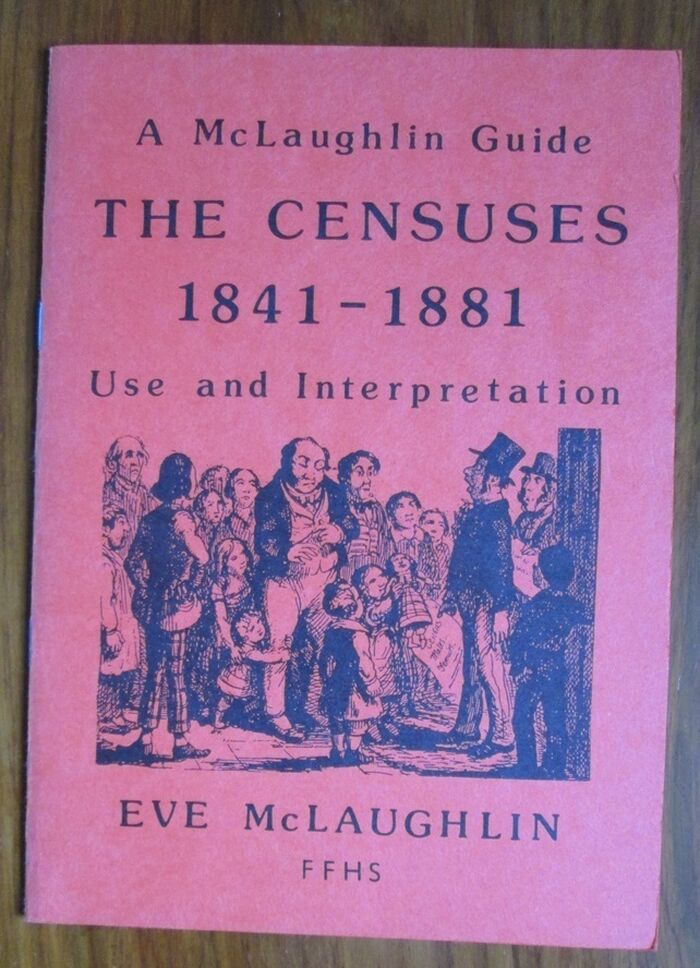 A McLaughlin Guide
THE CENSUSES
1841-1881
Use and Interpretation
EVE McLAUGHLIN
FFHS